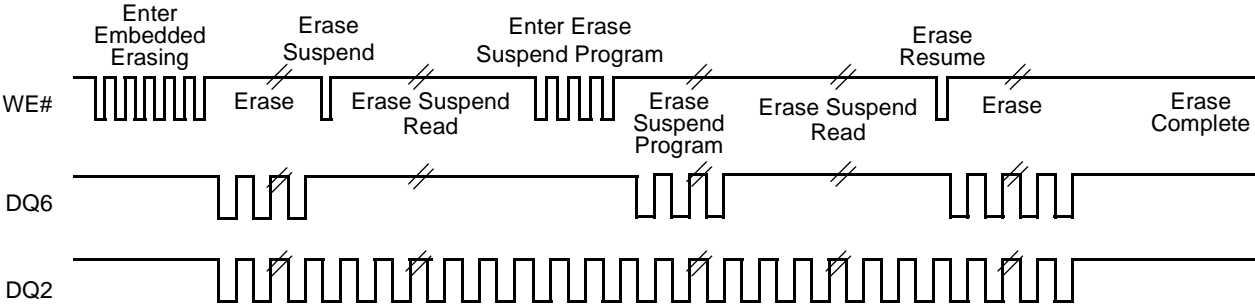 Enter
Embedded
Erasing
Erase
Suspend
Enter Erase
Suspend Program
Erase
Resume
WE#
Erase
Erase Suspend
Read
Erase
Suspend
Program
Erase Suspend
Read
Erase
Erase
Complete
DQ6
DQ2